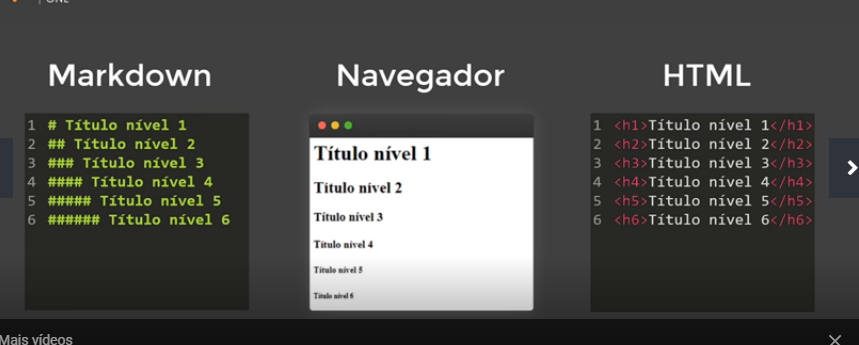 ONE
Markdown
Navegador
HTML
1 # Título nível 1
2 ## Título nível 2
3 ### Título nível 3
4 #### Título nível 4
5 ##### Título nível 5
6 ###### Título nível 6
Título nível 1
Título nível 2
Título nível 3
Título nível 4
Título nível 5
Título nível 6
1 <h1>Título nível 1</h1>
2 <h2>Título nível 2</h2>
3 <h3>Título nível 3</h3>
4 <h4>Título nível 4</h4>
5 <h5>Título nível 5</h5>
6 <h6>Título nível 6</h6>
Mais vídeos